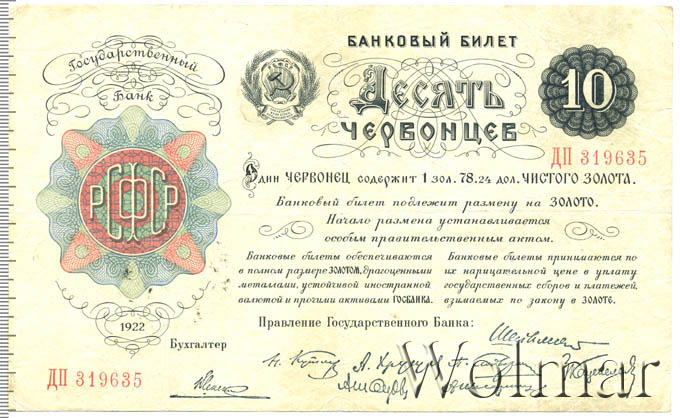 Государственный
Банк
БАНКОВЫЙ БИЛЕТ
ДЕСЯТЬ
ЧЕРВОНЦЕВ
10
ДП 319635
РСФСР
Один ЧЕРВОНЕЦ содержит 1 зол. 78.24 дол. ЧИСТОГО ЗОЛОТА.
Банковый билет подлежит размену на ЗОЛОТО.
Начало размена устанавливается
особым правительственным актом.
Банковые билеты обеспечиваются
в полном размере ЗОЛОТОМ, драгоценными
металлами, устойчивой иностранной
валютой и прочими активами ГОСБАНКА.
Банковые билеты принимаются по
их нарицательной цене в уплату
государственных сборов и платежей,
взимаемых по закону в ЗОЛОТЕ.
1922
Правление Государственного Банка:
Бухгалтер
ДП 319635
Wolmar